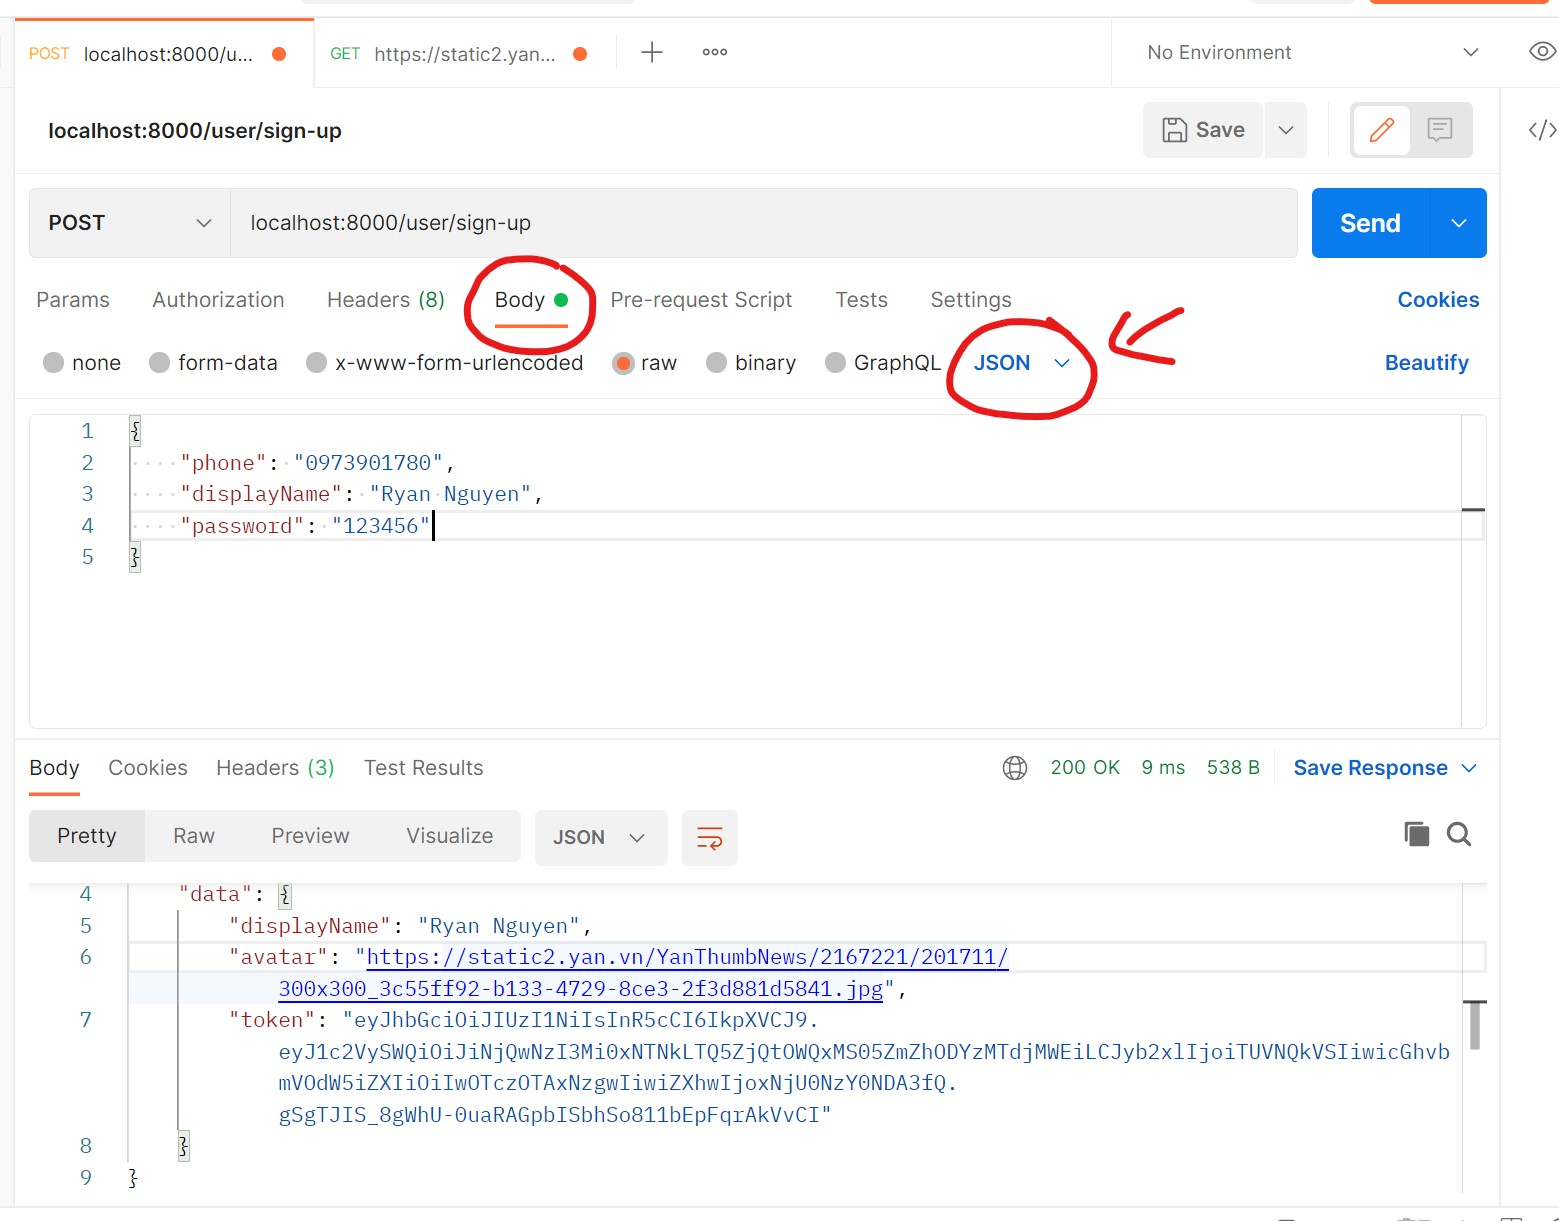 POST localhost:8000/u... GET https://static2.yan... No Environment
localhost:8000/user/sign-up Save
POST localhost:8000/user/sign-up Send
Params Authorization Headers (8) Body Pre-request Script Tests Settings Cookies
none form-data x-www-form-urlencoded raw binary GraphQL JSON Beautify
1 {
2 "phone": "0973901780",
3 "displayName": "Ryan Nguyen",
4 "password": "123456"
5 }
Body Cookies Headers (3) Test Results 200 OK 9 ms 538 B Save Response
Pretty Raw Preview Visualize JSON
4 "data": {
5 "displayName": "Ryan Nguyen",
6 "avatar": "https://static2.yan.vn/YanThumbNews/2167221/201711/
300x300_3c55ff92-b133-4729-8ce3-2f3d881d5841.jpg",
7 "token": "eyJhbGciOiJIUzI1NiIsInR5cCI6IkpXVCJ9.
eyJ1c2VySWQiOiJiNjQwNzI3Mi0xNTNkLTQ5ZjQtOWQxMS05ZmZhODYzMTdjMWEiLCJyb2xlIjoiTUVNQkVSIiwicGhvb
mVOdW5iZXIiOiIwOTczOTAxNzgwIiwiZXhwIjoxNjU0NzY0NDA3fQ.
gSgTJIS_8gWhU-0uaRAGpbISbhSo811bEpFqrAkVvCI"
8 }
9 }